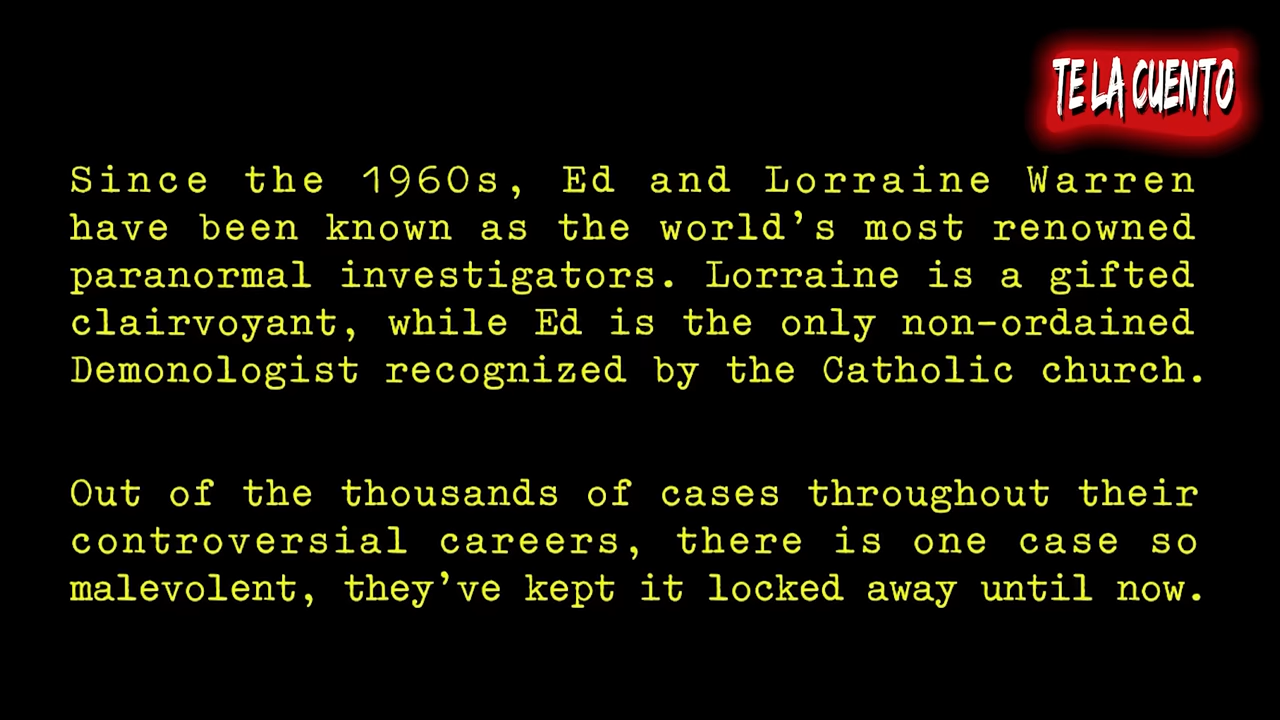 TE LA CUENTO
Since the 1960s, Ed and Lorraine Warren
have been known as the world's most renowned
paranormal investigators. Lorraine is a gifted
clairvoyant, while Ed is the only non-ordained
Demonologist recognized by the Catholic church.
Out of the thousands of cases throughout their
controversial careers, there is one case so
malevolent, they've kept it locked away until now.